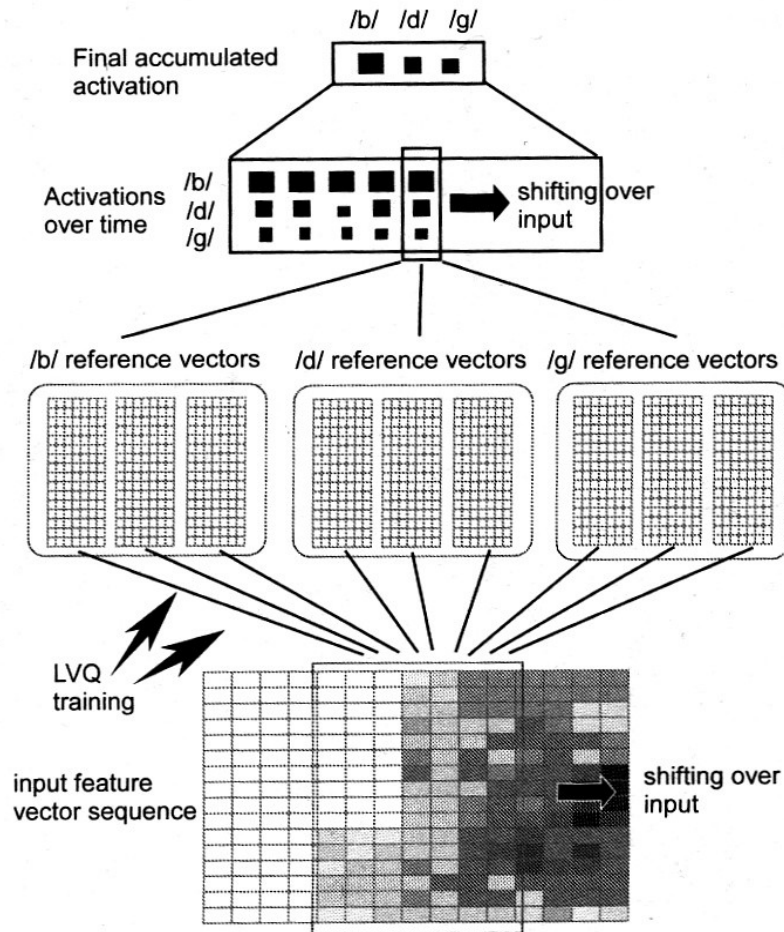 /b/ /d/ /g/
Final accumulated
activation
Activations
over time
/b/
/d/
/g/
shifting over
input
/b/ reference vectors
/d/ reference vectors
/g/ reference vectors
LVQ
training
input feature
vector sequence
shifting over
input